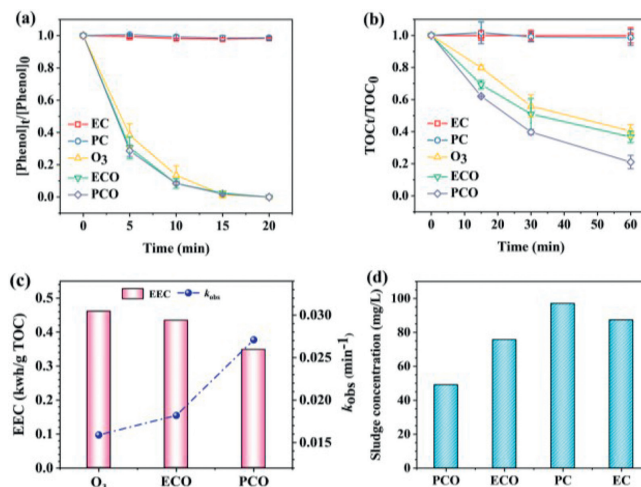 (a)
1.0
0.8
0.6
0.4
0.2
0.0
[Phenol]t/[Phenol]0
EC
PC
O3
ECO
PCO
0 5 10 15 20
Time (min)
(b)
1.0
0.8
0.6
0.4
0.2
0.0
TOCt/TOC0
EC
PC
O3
ECO
PCO
0 10 20 30 40 50 60
Time (min)
(c)
0.5
0.4
0.3
0.2
0.1
0.0
EEC (kwh/g TOC)
EEC kobs
0.030
0.025
0.020
0.015
kobs (min-1)
O3 ECO PCO
(d)
100
80
60
40
20
0
Sludge concentration (mg/L)
PCO ECO PC EC